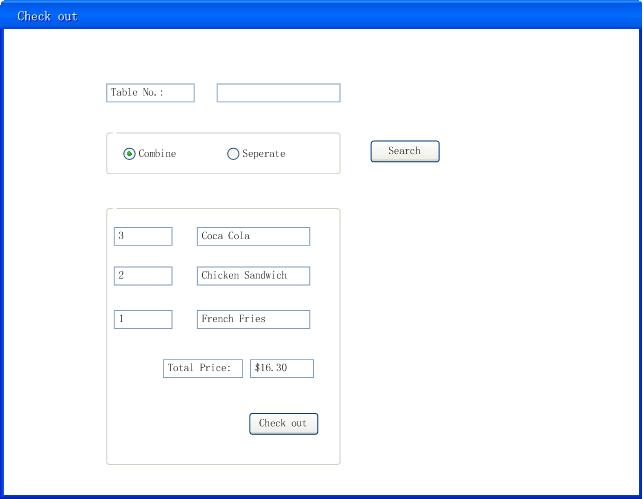 Check out
Table No.:
Combine Seperate
Search
3 Coca Cola
2 Chicken Sandwich
1 French Fries
Total Price: $16.30
Check out